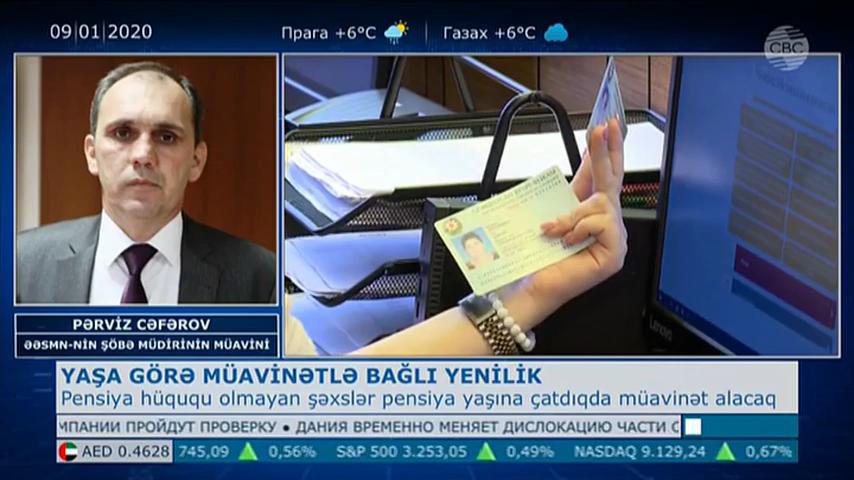 09|01|2020
Прага +6°C
Газах +6°C
CBC
PƏRVİZ CƏFƏROV
ƏƏSMN-NİN ŞÖBƏ MÜDİRİNİN MÜAVİNİ
Lenovo
YAŞA GÖRƏ MÜAVİNƏTLƏ BAĞLI YENİLİK
Pensiya hüququ olmayan şəxslər pensiya yaşına çatdıqda müavinət alacaq
МПАНИИ ПРОЙДУТ ПРОВЕРКУ • ДАНИЯ ВРЕМЕННО МЕНЯЕТ ДИСЛОКАЦИЮ ЧАСТИ С
AED 0.4628 745,09 0,56% S&P 500 3.253,05 0,49% NASDAQ 9.129,24 0,67%